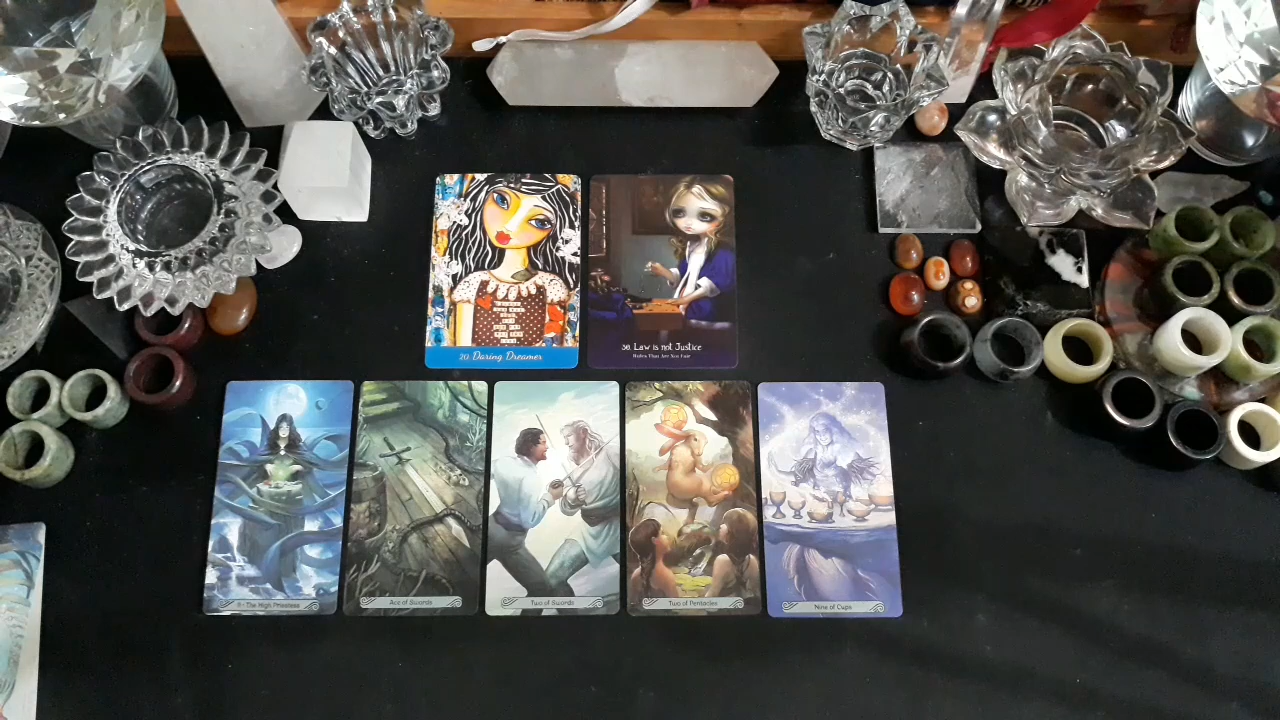 20. Daring Dreamer
30. Law is not Justice
Rules That Are Not Fair
II - The High Priestess
Ace of Swords
Two of Swords
Two of Pentacles
Nine of Cups